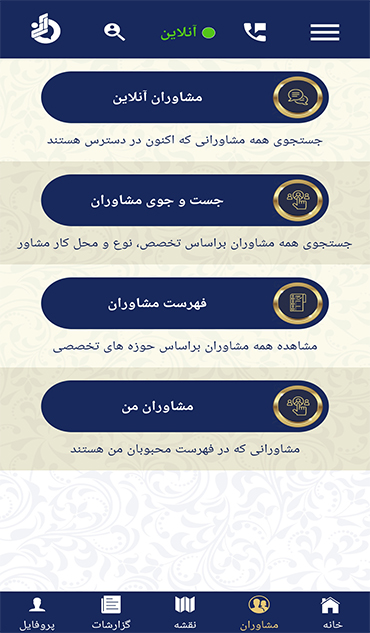 آنلاین
مشاوران آنلاین
جستجوی همه مشاورانی که اکنون در دسترس هستند
جست و جوی مشاوران
جستجوی همه مشاوران براساس تخصص، نوع و محل کار مشاور
فهرست مشاوران
مشاهده همه مشاوران براساس حوزه های تخصصی
مشاوران من
مشاورانی که در فهرست محبوبان من هستند
خانه
مشاوران
نقشه
گزارشات
پروفایل